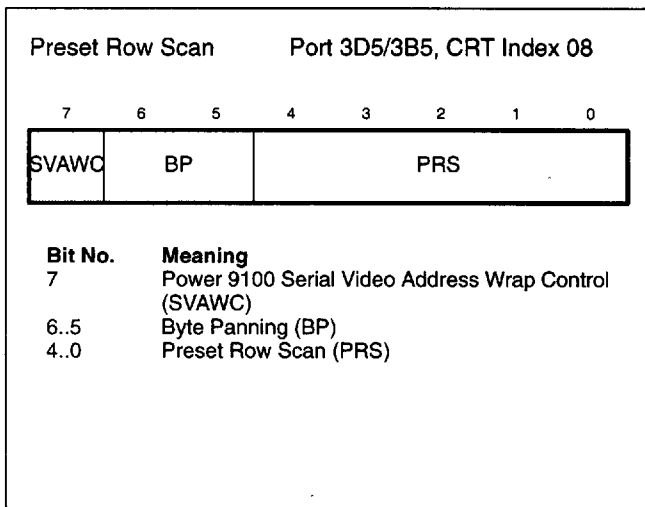 Preset Row Scan Port 3D5/3B5, CRT Index 08
7 6 5 4 3 2 1 0
SVAWC BP PRS
Bit No. Meaning
7 Power 9100 Serial Video Address Wrap Control
(SVAWC)
6..5 Byte Panning (BP)
4..0 Preset Row Scan (PRS)